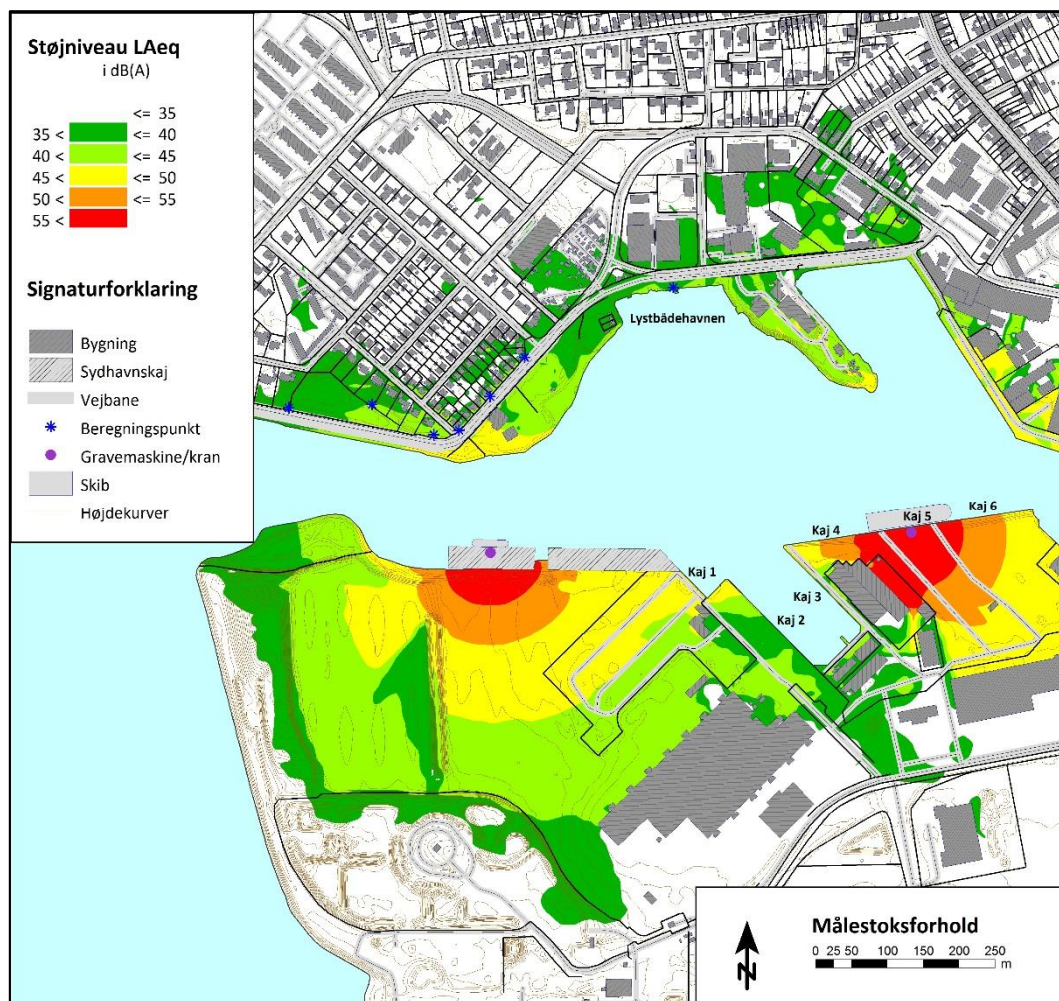 Støjniveau LAeq
i dB(A)
<= 35
35 < <= 40
40 < <= 45
45 < <= 50
50 < <= 55
55 <
Signaturforklaring
Bygning
Sydhavnskaj
Vejbane
Beregningspunkt
Gravemaskine/kran
Skib
Højdekurver
Lystbådehavnen
Kaj 6
Kaj 5
Kaj 4
Kaj 1
Kaj 3
Kaj 2
Målestoksforhold
0 25 50 100 150 200 250
m
N